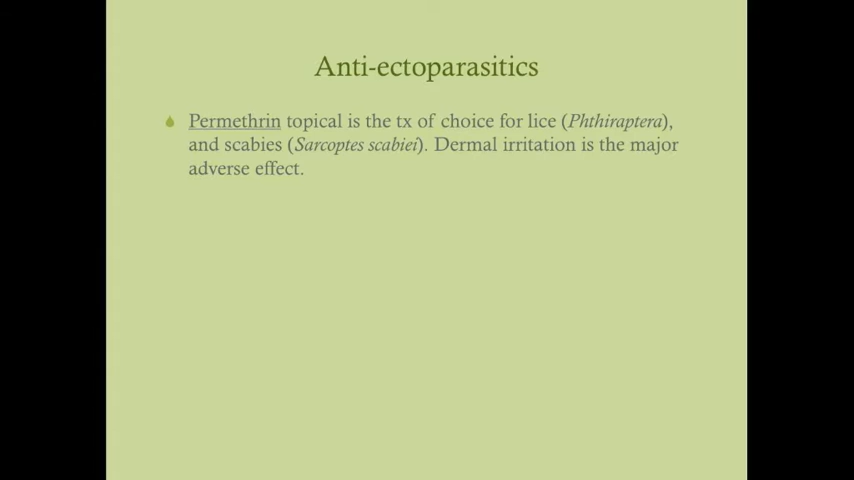 Anti-ectoparasitics
Permethrin topical is the tx of choice for lice (Phthiraptera),
and scabies (Sarcoptes scabiei). Dermal irritation is the major
adverse effect.